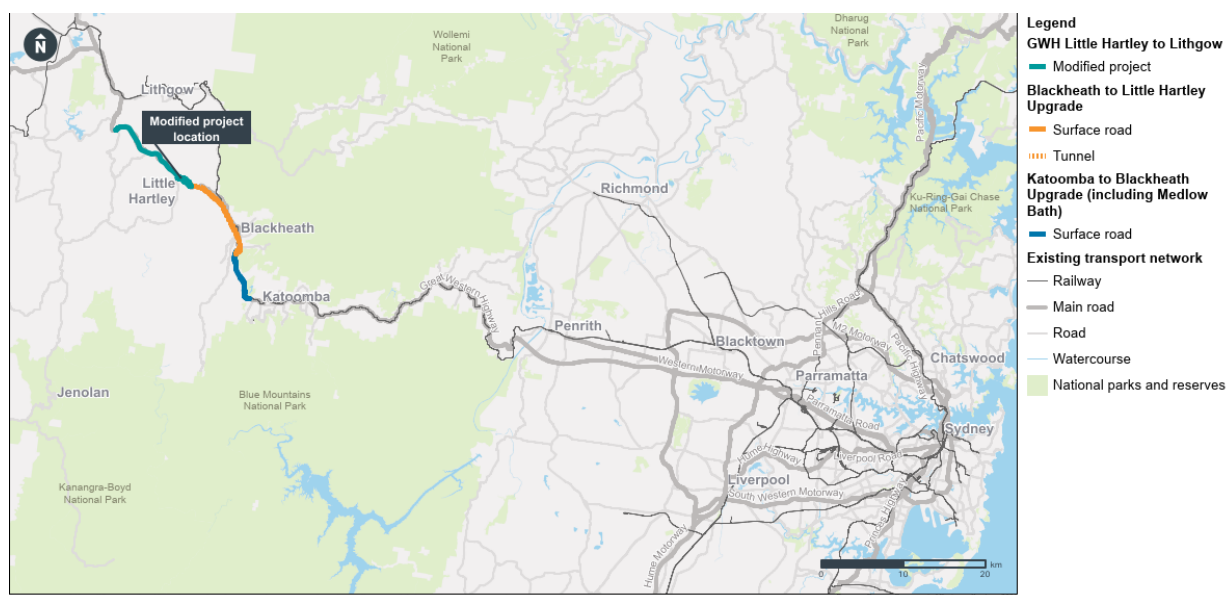 N
Wollemi
National
Park
Dharug
National
Park
Lithgow
Modified project
location
Pacific Motorway
Little
Hartley
Richmond
Ku-Ring-Gai Chase
National Park
Blackheath
Katoomba
Great Western Highway
Penrith
Pennant Hills Road
M2 Motorway
Pacific Highway
Blacktown
Chatswood
Western Motorway
Parramatta
Jenolan
Blue Mountains
National Park
Parramatta Road
Sydney
Hume Highway
Liverpool Road
Liverpool
Kanangra-Boyd
National Park
South Western Motorway
Princes Highway
Hume Motorway
km
0
10
20
Legend
GWH Little Hartley to Lithgow
Modified project
Blackheath to Little Hartley
Upgrade
Surface road
Tunnel
Katoomba to Blackheath
Upgrade (including Medlow
Bath)
Surface road
Existing transport network
Railway
Main road
Road
Watercourse
National parks and reserves